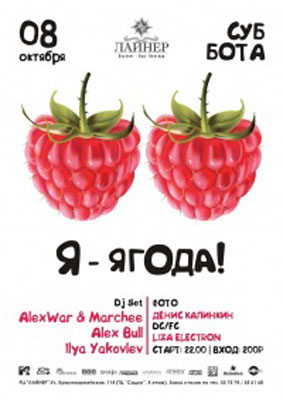 08
октября
ЛАЙНЕР
СУБ
БОТА
Я - ЯГОДА!
Dj Set
AlexWar & Marchee
Alex Bull
Ilya Yakovlev
ФОТО
ДЕНИС КАЛИНКИН
DC/FC
LIZA ELECTRON
СТАРТ: 22.00 | ВХОД: 200Р